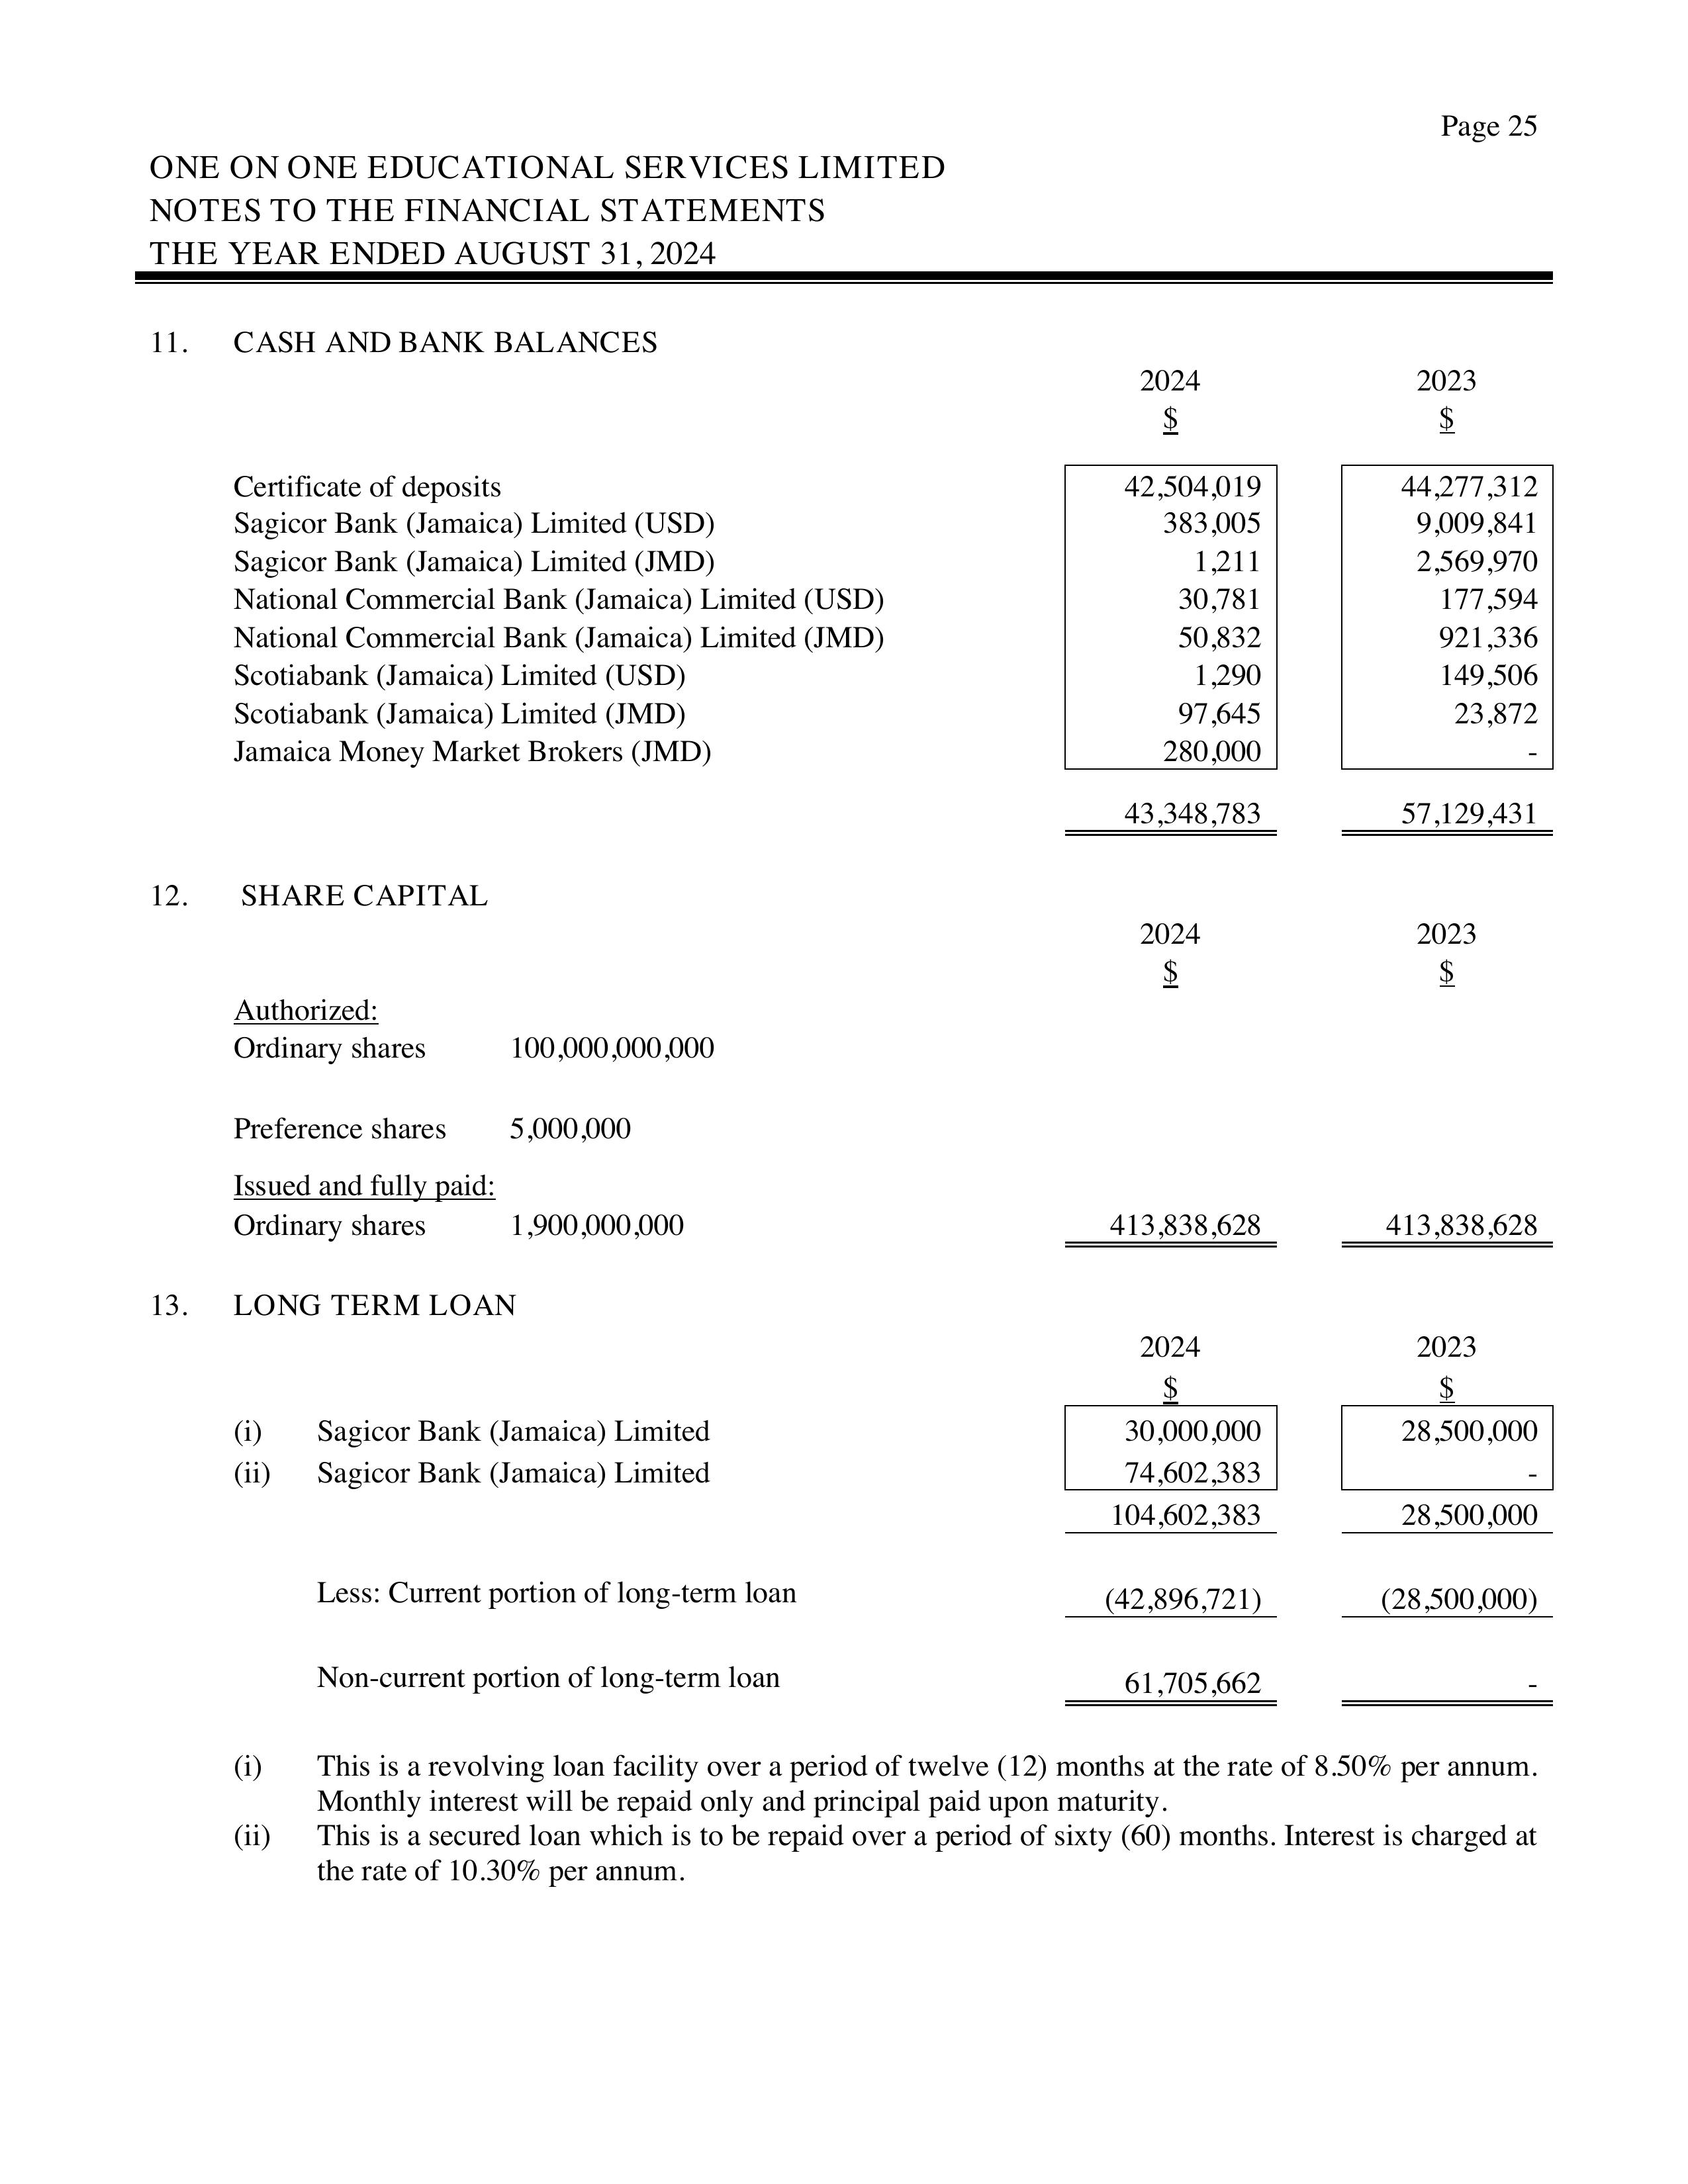 Page 25
ONE ON ONE EDUCATIONAL SERVICES LIMITED
NOTES TO THE FINANCIAL STATEMENTS
THE YEAR ENDED AUGUST 31, 2024
11. CASH AND BANK BALANCES
2024 2023
$ $
Certificate of deposits 42,504,019 44,277,312
Sagicor Bank (Jamaica) Limited (USD) 383,005 9,009,841
Sagicor Bank (Jamaica) Limited (JMD) 1,211 2,569,970
National Commercial Bank (Jamaica) Limited (USD) 30,781 177,594
National Commercial Bank (Jamaica) Limited (JMD) 50,832 921,336
Scotiabank (Jamaica) Limited (USD) 1,290 149,506
Scotiabank (Jamaica) Limited (JMD) 97,645 23,872
Jamaica Money Market Brokers (JMD) 280,000 -
43,348,783 57,129,431
12. SHARE CAPITAL
2024 2023
$ $
Authorized:
Ordinary shares 100,000,000,000
Preference shares 5,000,000
Issued and fully paid:
Ordinary shares 1,900,000,000 413,838,628 413,838,628
13. LONG TERM LOAN
2024 2023
$ $
(i) Sagicor Bank (Jamaica) Limited 30,000,000 28,500,000
(ii) Sagicor Bank (Jamaica) Limited 74,602,383 -
104,602,383 28,500,000
Less: Current portion of long-term loan (42,896,721) (28,500,000)
Non-current portion of long-term loan 61,705,662 -
(i) This is a revolving loan facility over a period of twelve (12) months at the rate of 8.50% per annum.
Monthly interest will be repaid only and principal paid upon maturity.
(ii) This is a secured loan which is to be repaid over a period of sixty (60) months. Interest is charged at
the rate of 10.30% per annum.